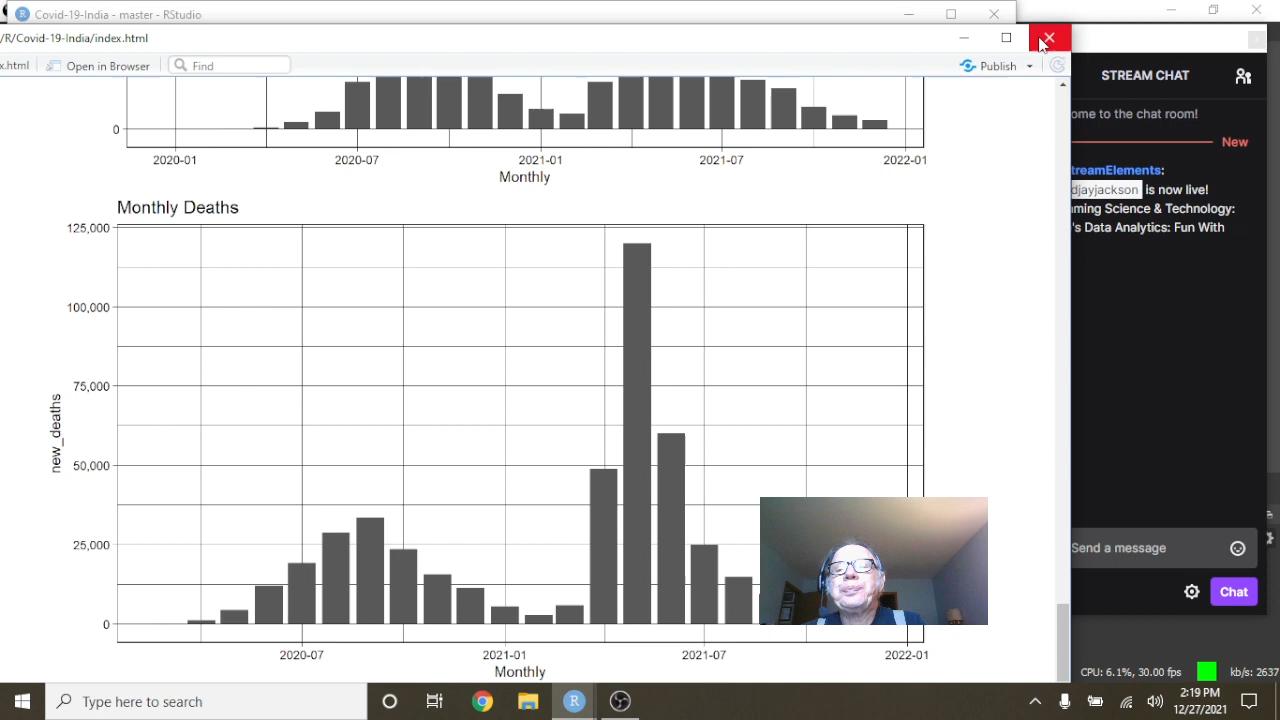 Covid-19-India - master - RStudio
/R/Covid-19-India/index.html
x.html Open in Browser Find Publish
0
2020-01 2020-07 2021-01 2021-07 2022-01
Monthly
Monthly Deaths
125,000
100,000
75,000
50,000
25,000
0
new_deaths
2020-07 2021-01 2021-07 2022-01
Monthly
STREAM CHAT
ome to the chat room!
New
treamElements:
djayjackson is now live!
ming Science & Technology:
's Data Analytics: Fun With
Send a message
Chat
CPU: 6.1%, 30.00 fps kb/s: 2637
Type here to search
2:19 PM
12/27/2021